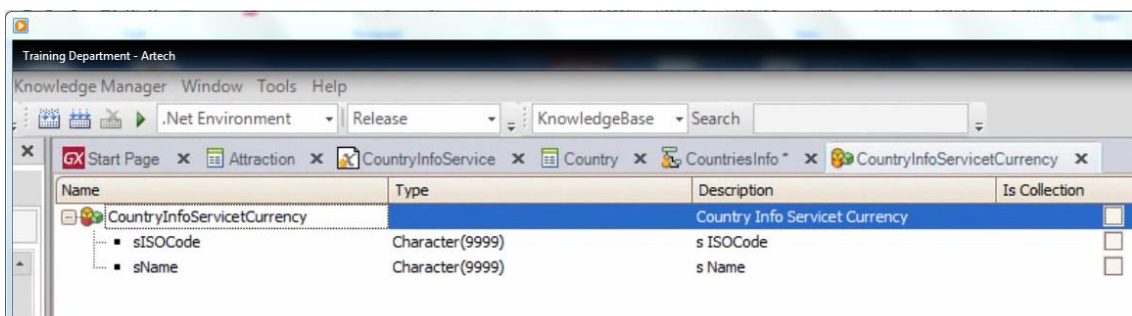 Training Department - Artech
Knowledge Manager Window Tools Help
.Net Environment Release KnowledgeBase Search
GX Start Page Attraction CountryInfoService Country CountriesInfo * CountryInfoServicetCurrency
Name Type Description Is Collection
CountryInfoServicetCurrency Country Info Servicet Currency
sISOCode Character(9999) s ISOCode
sName Character(9999) s Name